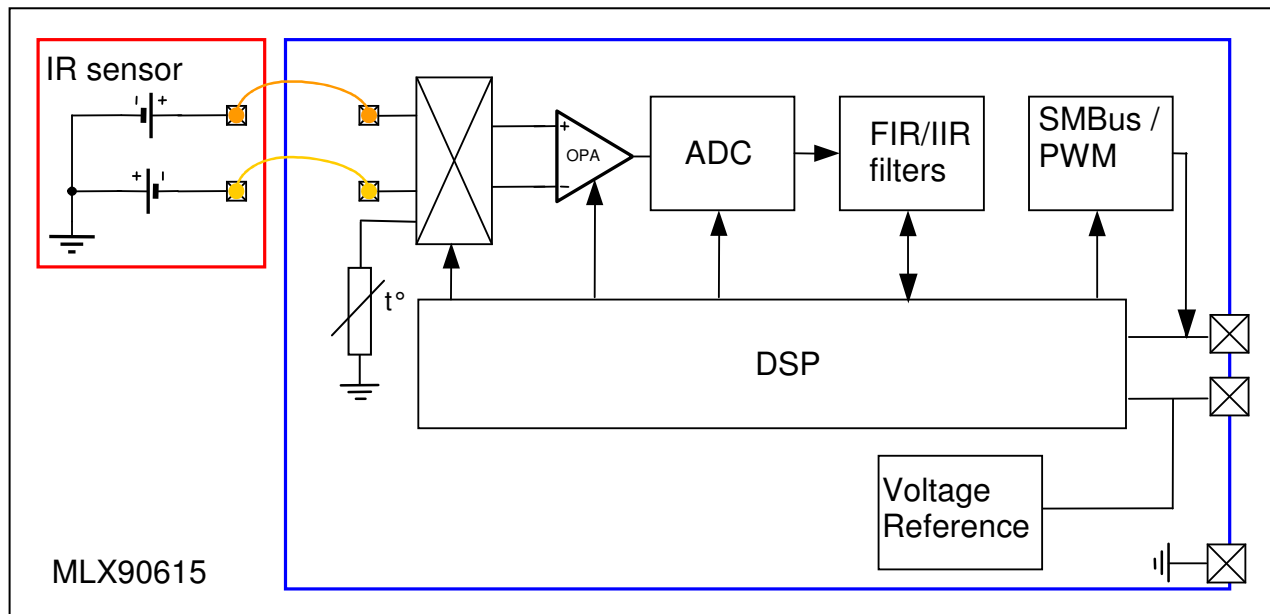 IR sensor
+
+
+
OPA
−
ADC
FIR/IIR
filters
SMBus /
PWM
t°
DSP
Voltage
Reference
MLX90615